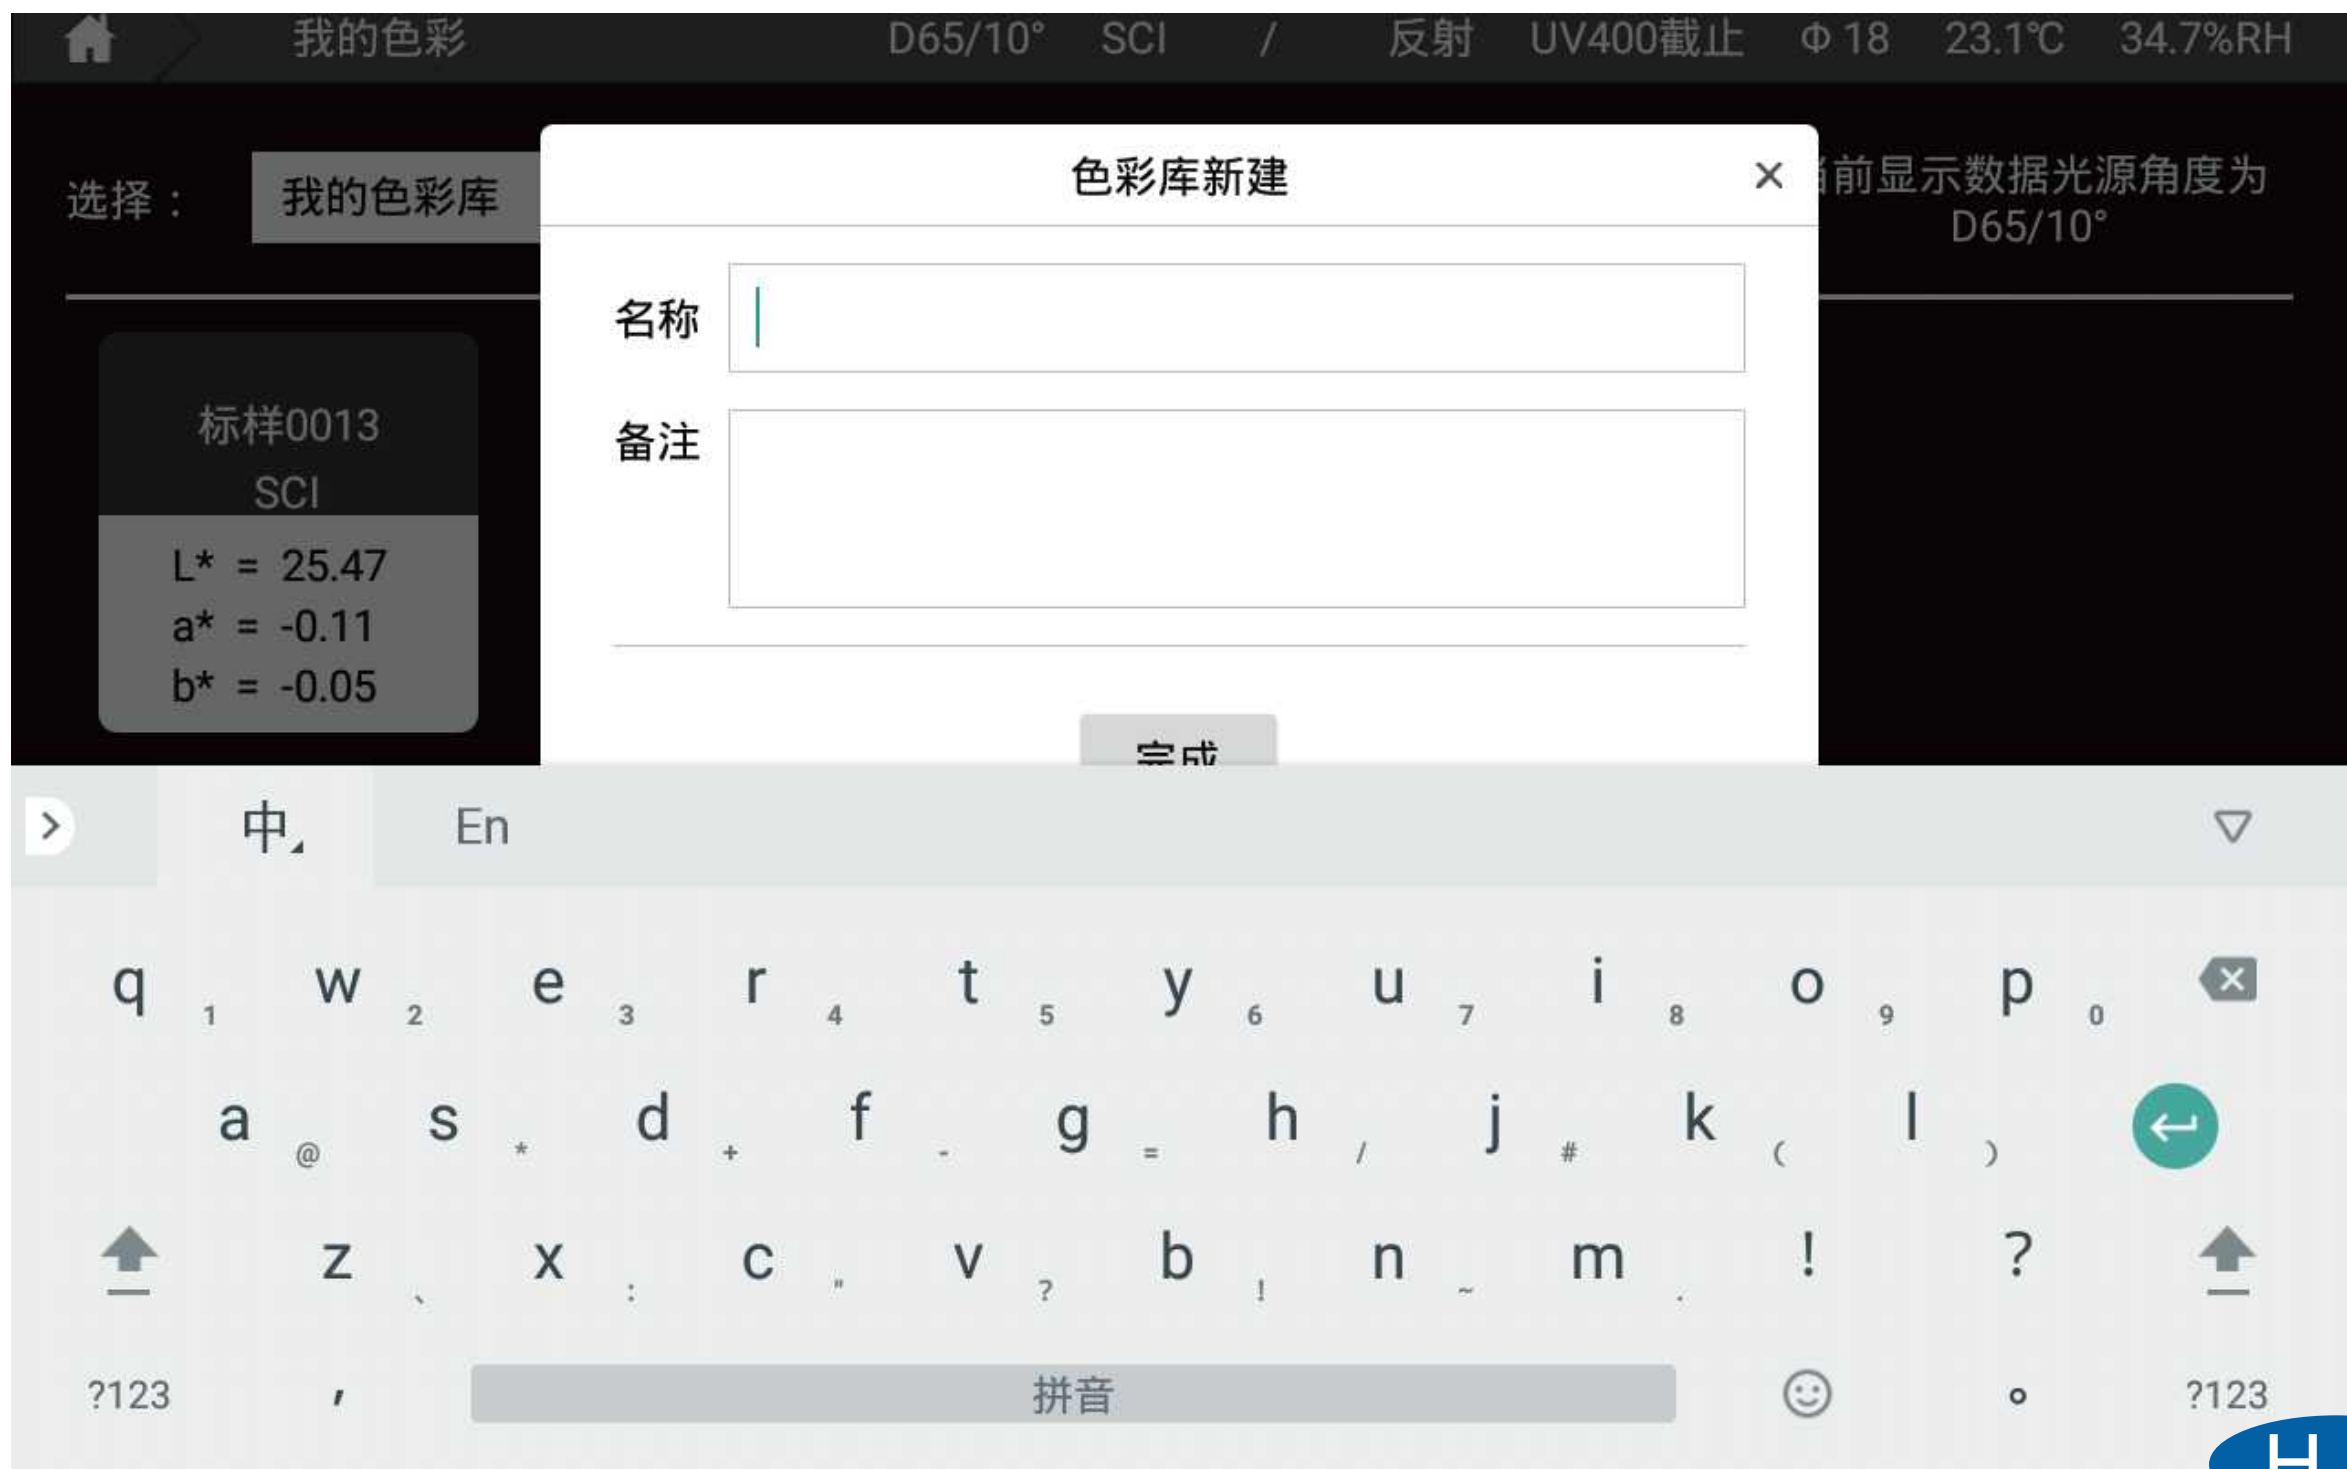 我的色彩 D65/10° SCI / 反射 UV400截止 Φ 18 23.1℃ 34.7%RH
选择： 我的色彩库
色彩库新建 ×
前显示数据光源角度为
D65/10°
名称
备注
标样0013
SCI
L* = 25.47
a* = -0.11
b* = -0.05
完成
中 En
q 1 w 2 e 3 r 4 t 5 y 6 u 7 i 8 o 9 p 0
a @ s * d + f - g = h / j # k ( l )
z 、 x : c " v ? b ! n ~ m . ! ?
?123 ， 拼音 。 ?123